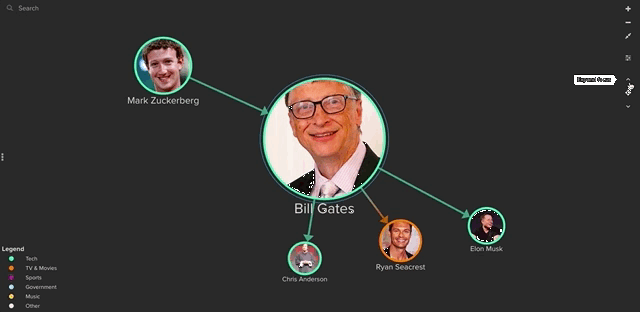 Search
Expand focus
Mark Zuckerberg
Bill Gates
Elon Musk
Ryan Seacrest
Chris Anderson
Legend
Tech
TV & Movies
Sports
Government
Music
Other